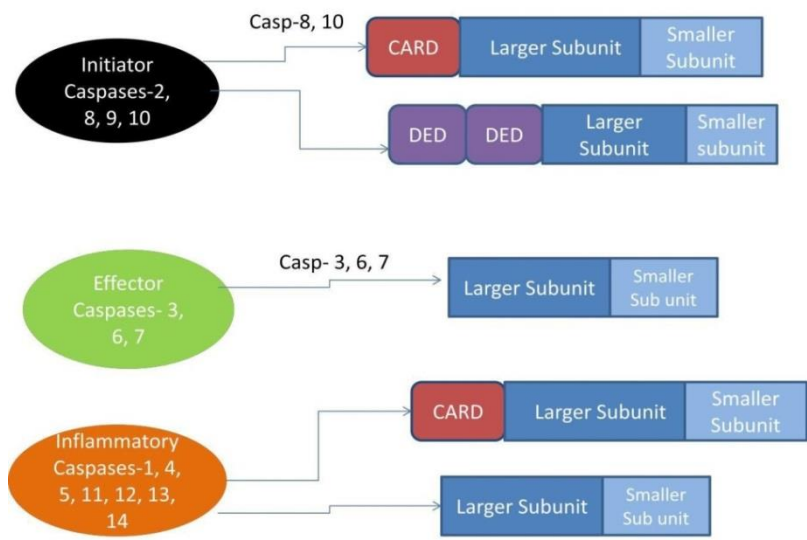 Casp-8, 10
Initiator
Caspases-2,
8, 9, 10
CARD
Larger Subunit
Smaller
Subunit
DED
DED
Larger
Subunit
Smaller
subunit
Effector
Caspases- 3,
6, 7
Casp- 3, 6, 7
Larger Subunit
Smaller
Sub unit
Inflammatory
Caspases-1, 4,
5, 11, 12, 13,
14
CARD
Larger Subunit
Smaller
Subunit
Larger Subunit
Smaller
Sub unit